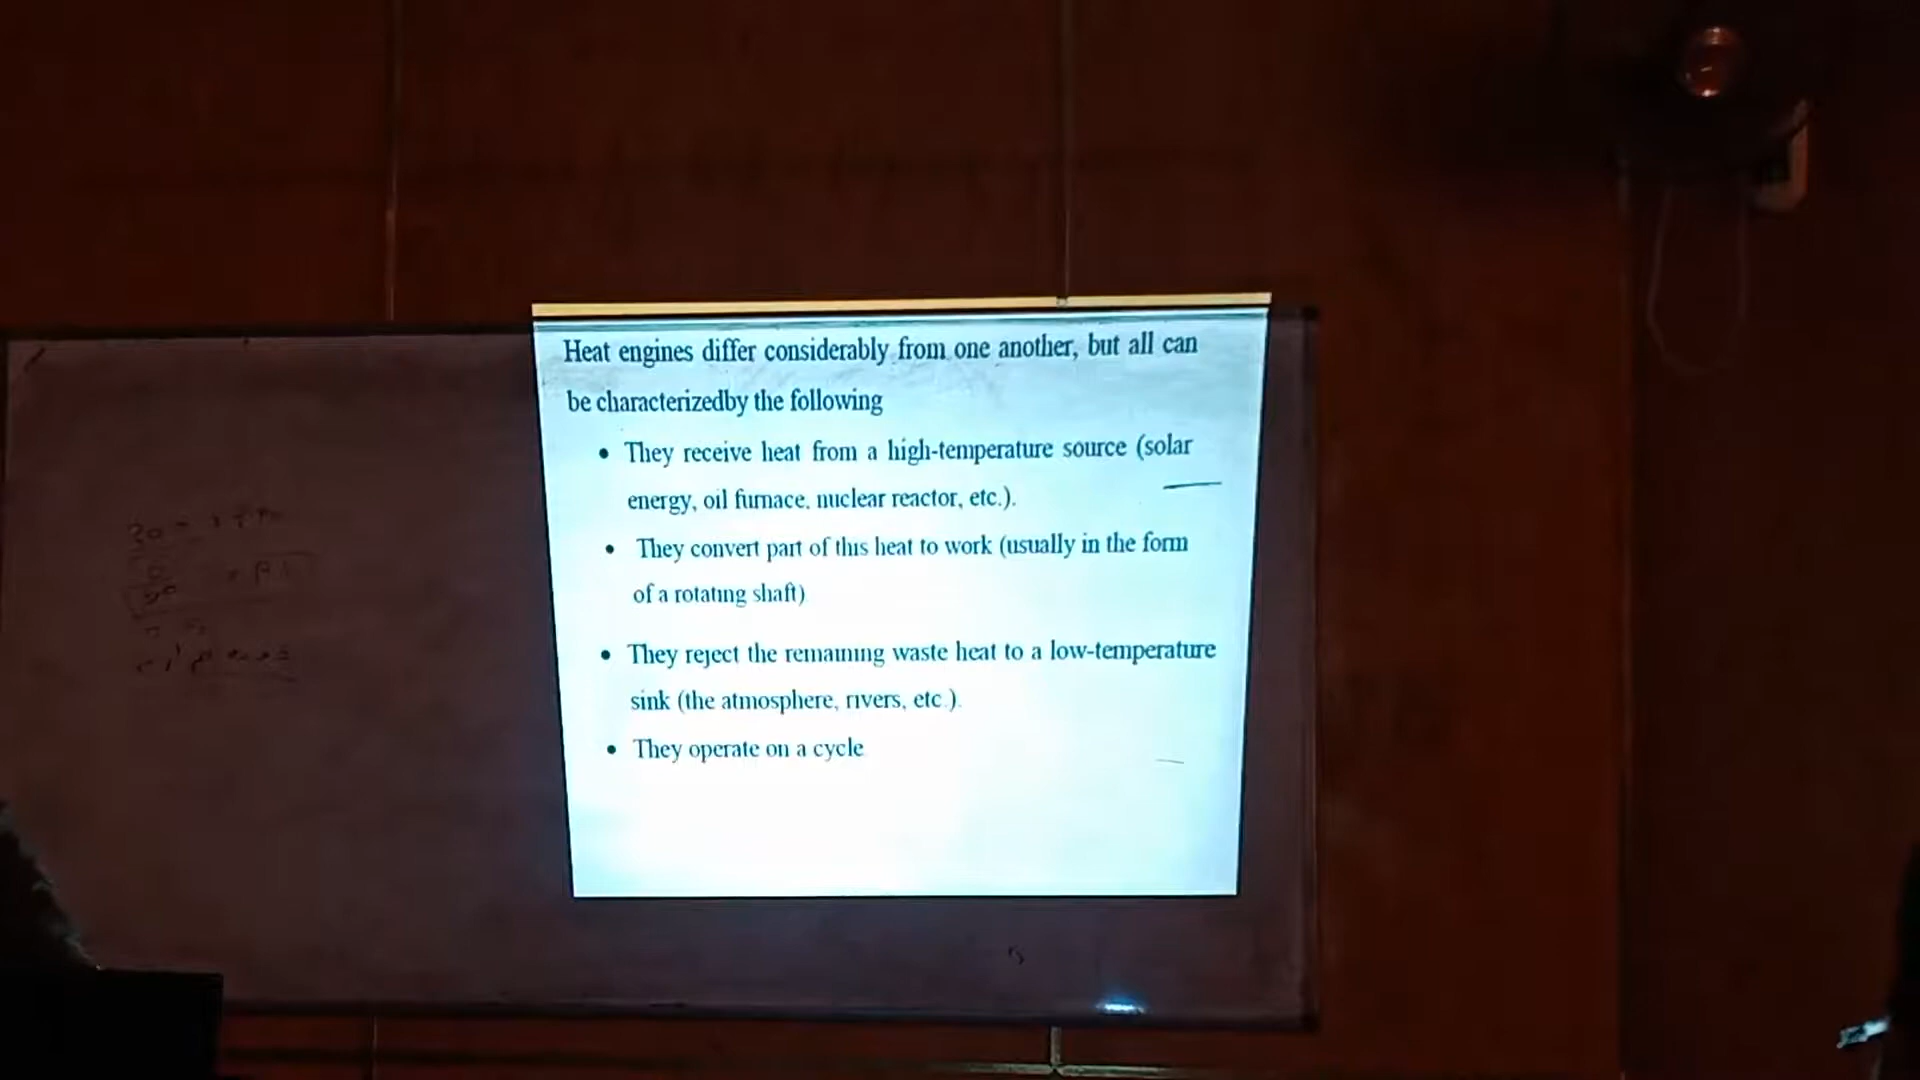 Heat engines differ considerably from one another, but all can
be characterizedby the following
• They receive heat from a high-temperature source (solar
energy, oil furnace, nuclear reactor, etc.).
• They convert part of this heat to work (usually in the form
of a rotating shaft)
• They reject the remaining waste heat to a low-temperature
sink (the atmosphere, rivers, etc.).
• They operate on a cycle